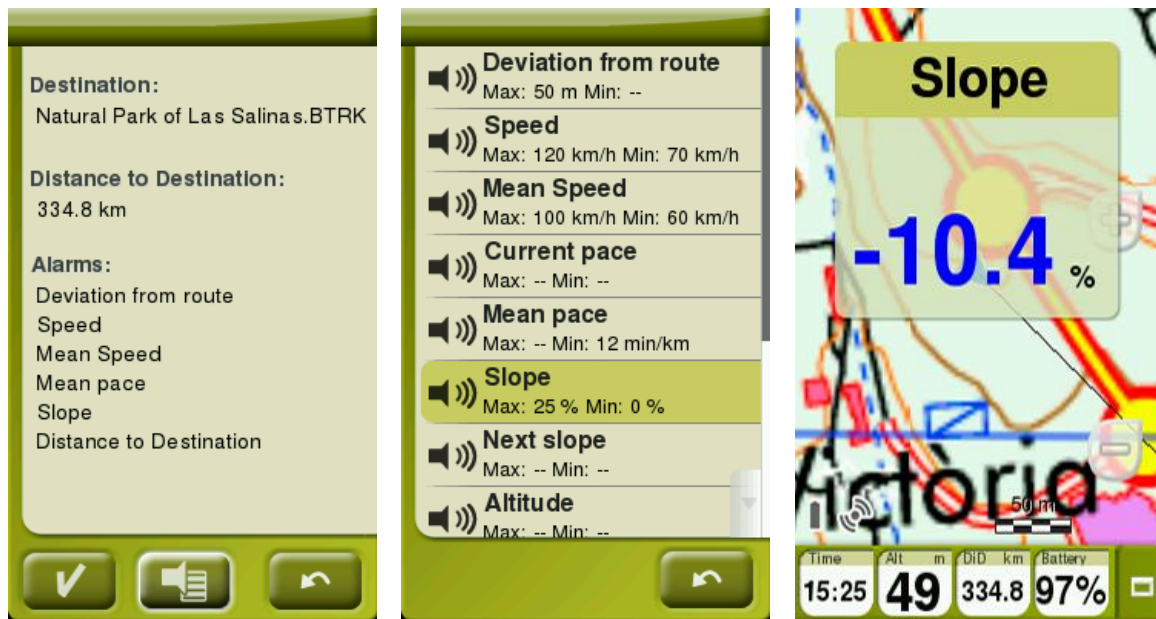 Destination:
Natural Park of Las Salinas.BTRK
Distance to Destination:
334.8 km
Alarms:
Deviation from route
Speed
Mean Speed
Mean pace
Slope
Distance to Destination
Deviation from route
Max: 50 m Min: --
Speed
Max: 120 km/h Min: 70 km/h
Mean Speed
Max: 100 km/h Min: 60 km/h
Current pace
Max: -- Min: --
Mean pace
Max: -- Min: 12 min/km
Slope
Max: 25 % Min: 0 %
Next slope
Max: -- Min: --
Altitude
Max: -- Min: --
Slope
-10.4 %
Victòria
50 m
Time Alt m DiD km Battery
15:25 49 334.8 97%